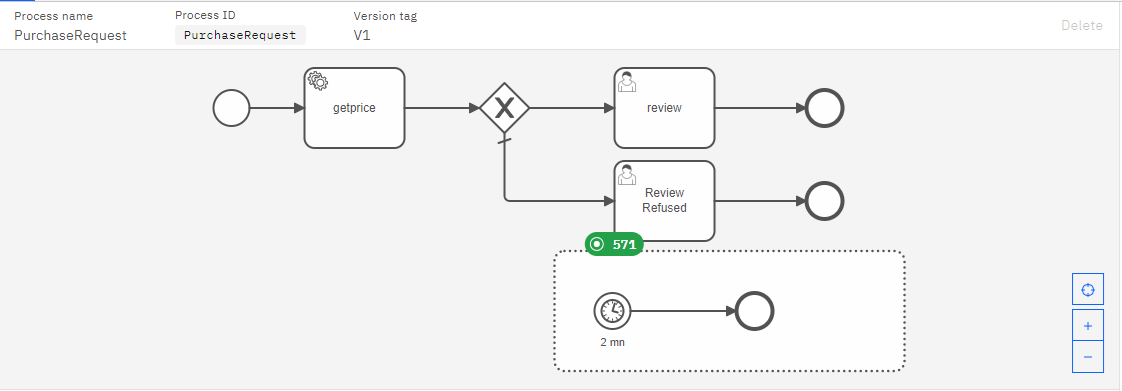 Process name
PurchaseRequest
Process ID
PurchaseRequest
Version tag
V1
Delete
getprice
X
review
Review
Refused
571
2 mn